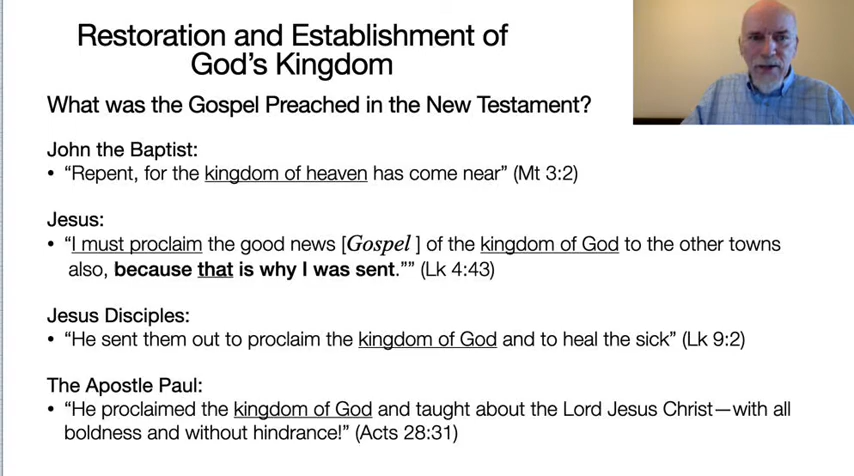 Restoration and Establishment of
God's Kingdom
What was the Gospel Preached in the New Testament?
John the Baptist:
• “Repent, for the kingdom of heaven has come near” (Mt 3:2)
Jesus:
• “I must proclaim the good news [Gospel ] of the kingdom of God to the other towns
also, because that is why I was sent.”” (Lk 4:43)
Jesus Disciples:
• “He sent them out to proclaim the kingdom of God and to heal the sick” (Lk 9:2)
The Apostle Paul:
• “He proclaimed the kingdom of God and taught about the Lord Jesus Christ—with all
boldness and without hindrance!” (Acts 28:31)